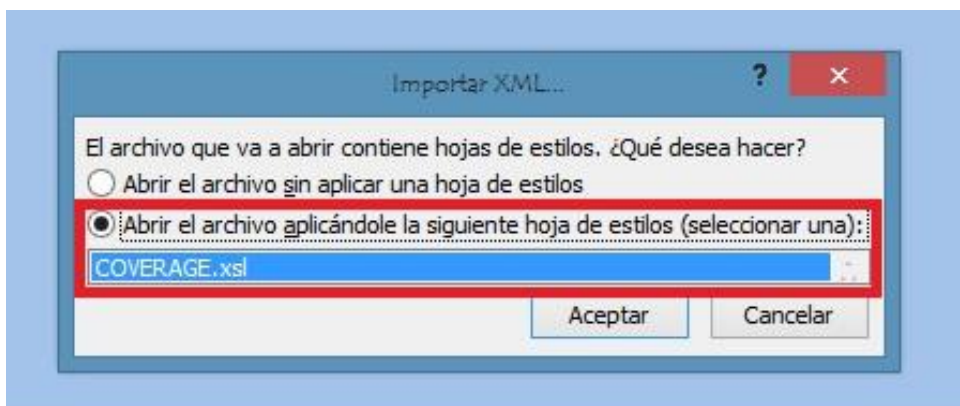 Importar XML...
?
×
El archivo que va a abrir contiene hojas de estilos. ¿Qué desea hacer?
Abrir el archivo sin aplicar una hoja de estilos
Abrir el archivo aplicándole la siguiente hoja de estilos (seleccionar una):
COVERAGE.xsl
Aceptar Cancelar